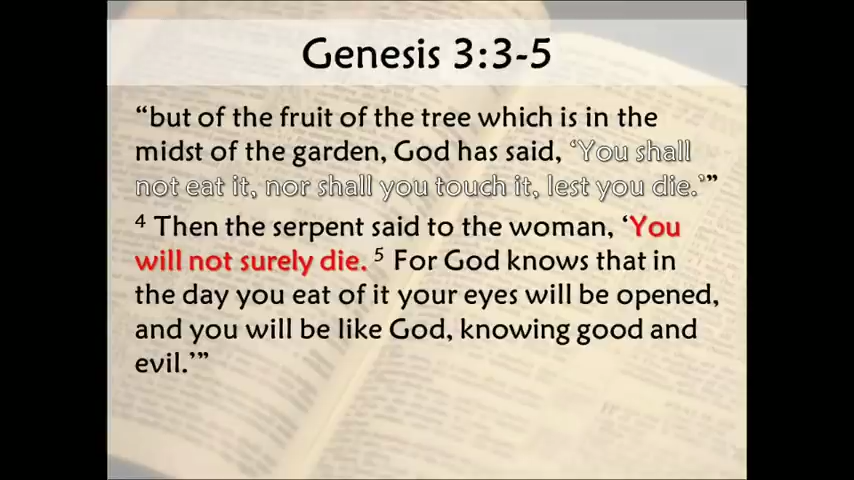 Genesis 3:3-5
“but of the fruit of the tree which is in the
midst of the garden, God has said, ‘You shall
not eat it, nor shall you touch it, lest you die.’”
4 Then the serpent said to the woman, ‘You
will not surely die. 5 For God knows that in
the day you eat of it your eyes will be opened,
and you will be like God, knowing good and
evil.’”